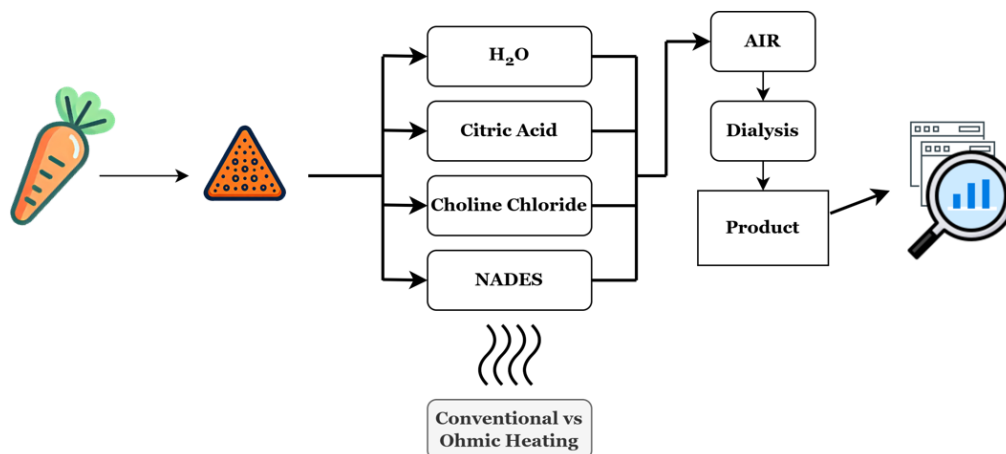 H₂O
Citric Acid
Choline Chloride
NADES
Conventional vs
Ohmic Heating
AIR
Dialysis
Product